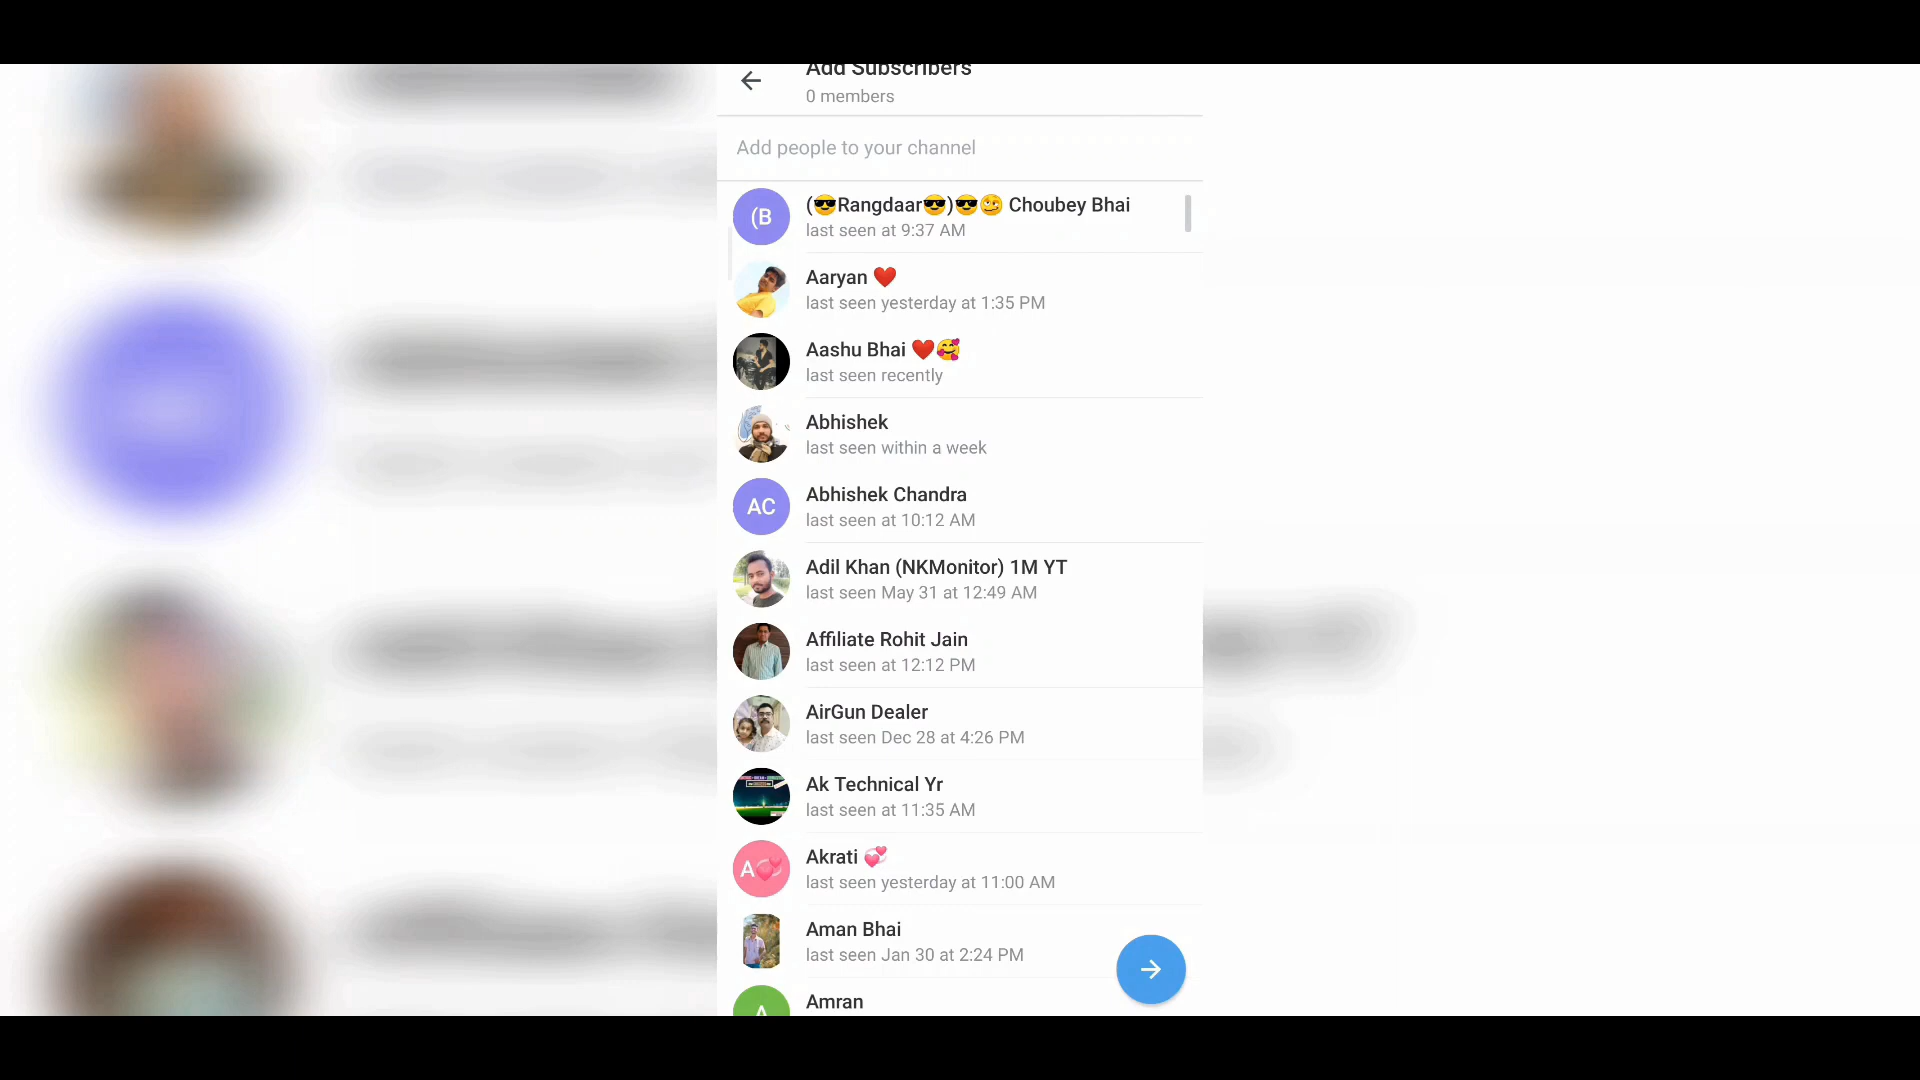 Add Subscribers
0 members
Add people to your channel
(B
(😎Rangdaar😎)😎🥴 Choubey Bhai
last seen at 9:37 AM
Aaryan ❤️
last seen yesterday at 1:35 PM
Aashu Bhai ❤️🥰
last seen recently
Abhishek
last seen within a week
AC
Abhishek Chandra
last seen at 10:12 AM
Adil Khan (NKMonitor) 1M YT
last seen May 31 at 12:49 AM
Affiliate Rohit Jain
last seen at 12:12 PM
AirGun Dealer
last seen Dec 28 at 4:26 PM
Ak Technical Yr
last seen at 11:35 AM
A💞
Akrati 💞
last seen yesterday at 11:00 AM
Aman Bhai
last seen Jan 30 at 2:24 PM
A
Amran